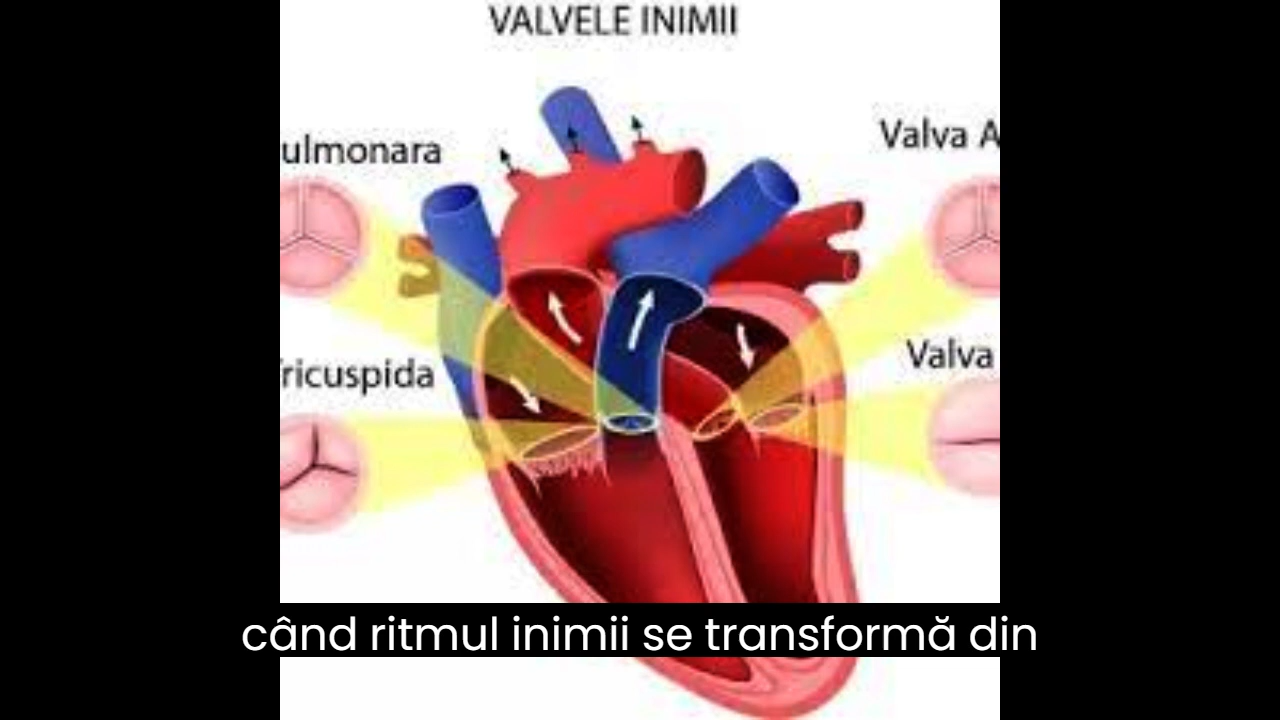 VALVELE INIMII
Valva A
ulmonara
Valva
ricuspida
când ritmul inimii se transformă din